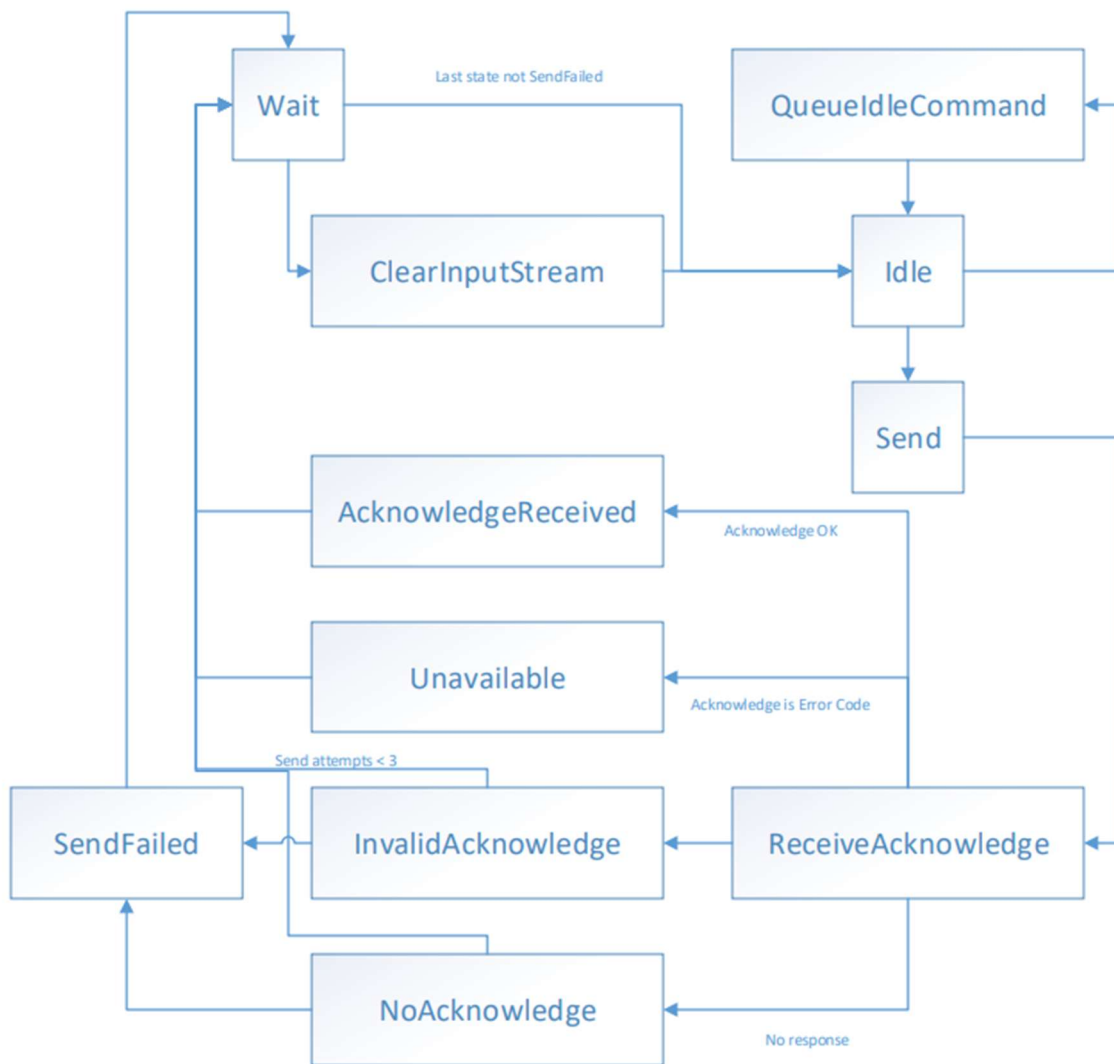 Last state not SendFailed
Wait
QueueIdleCommand
ClearInputStream
Idle
Send
AcknowledgeReceived
Acknowledge OK
Unavailable
Acknowledge is Error Code
Send attempts < 3
SendFailed
InvalidAcknowledge
ReceiveAcknowledge
NoAcknowledge
No response